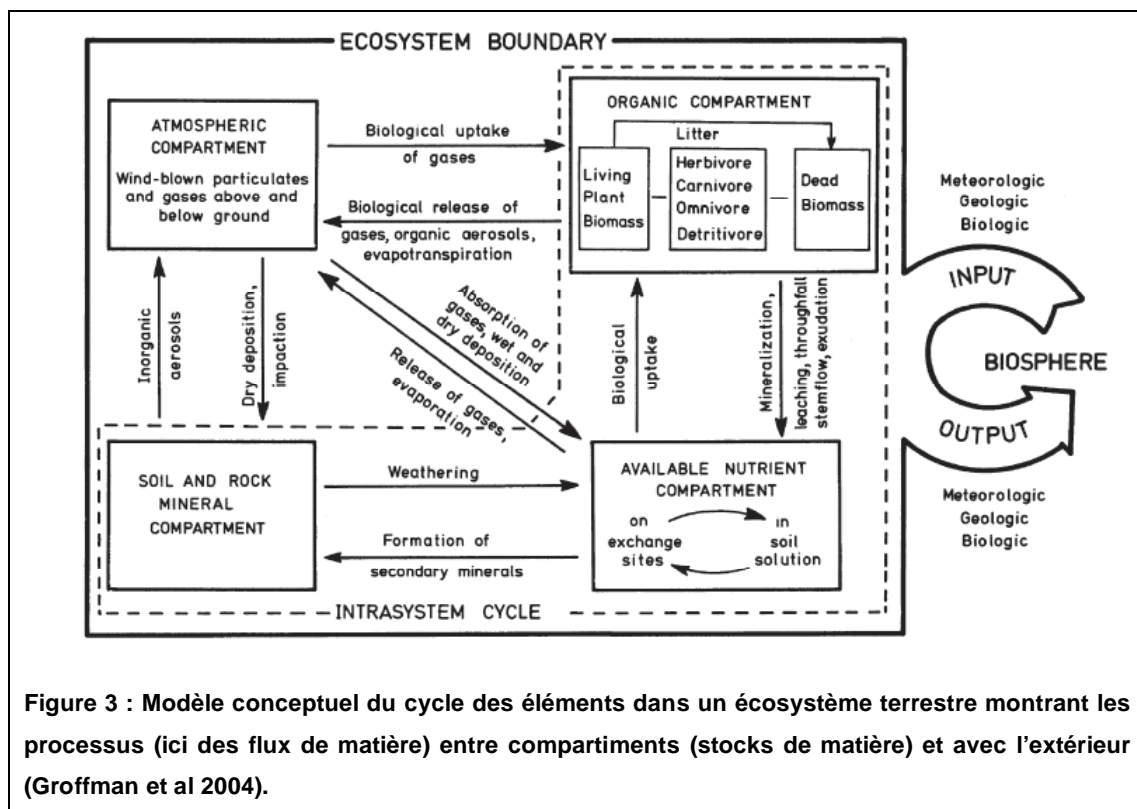 ECOSYSTEM BOUNDARY
ATMOSPHERIC
COMPARTMENT
Wind-blown particulates
and gases above and
below ground
Biological uptake
of gases
Biological release of
gases, organic aerosols,
evapotranspiration
ORGANIC COMPARTMENT
Litter
Living
Plant
Biomass
Herbivore
Carnivore
Omnivore
Detritivore
Dead
Biomass
Meteorologic
Geologic
Biologic
INPUT
BIOSPHERE
OUTPUT
Meteorologic
Geologic
Biologic
Inorganic
aerosols
Dry deposition,
impaction
Absorption of
gases, wet and
dry deposition
Release of gases,
evaporation
Biological
uptake
Mineralization,
leaching, throughfall
stemflow, exudation
SOIL AND ROCK
MINERAL
COMPARTMENT
Weathering
Formation of
secondary minerals
AVAILABLE NUTRIENT
COMPARTMENT
on
exchange
sites
in
soil
solution
INTRASYSTEM CYCLE
Figure 3 : Modèle conceptuel du cycle des éléments dans un écosystème terrestre montrant les
processus (ici des flux de matière) entre compartiments (stocks de matière) et avec l'extérieur
(Groffman et al 2004).